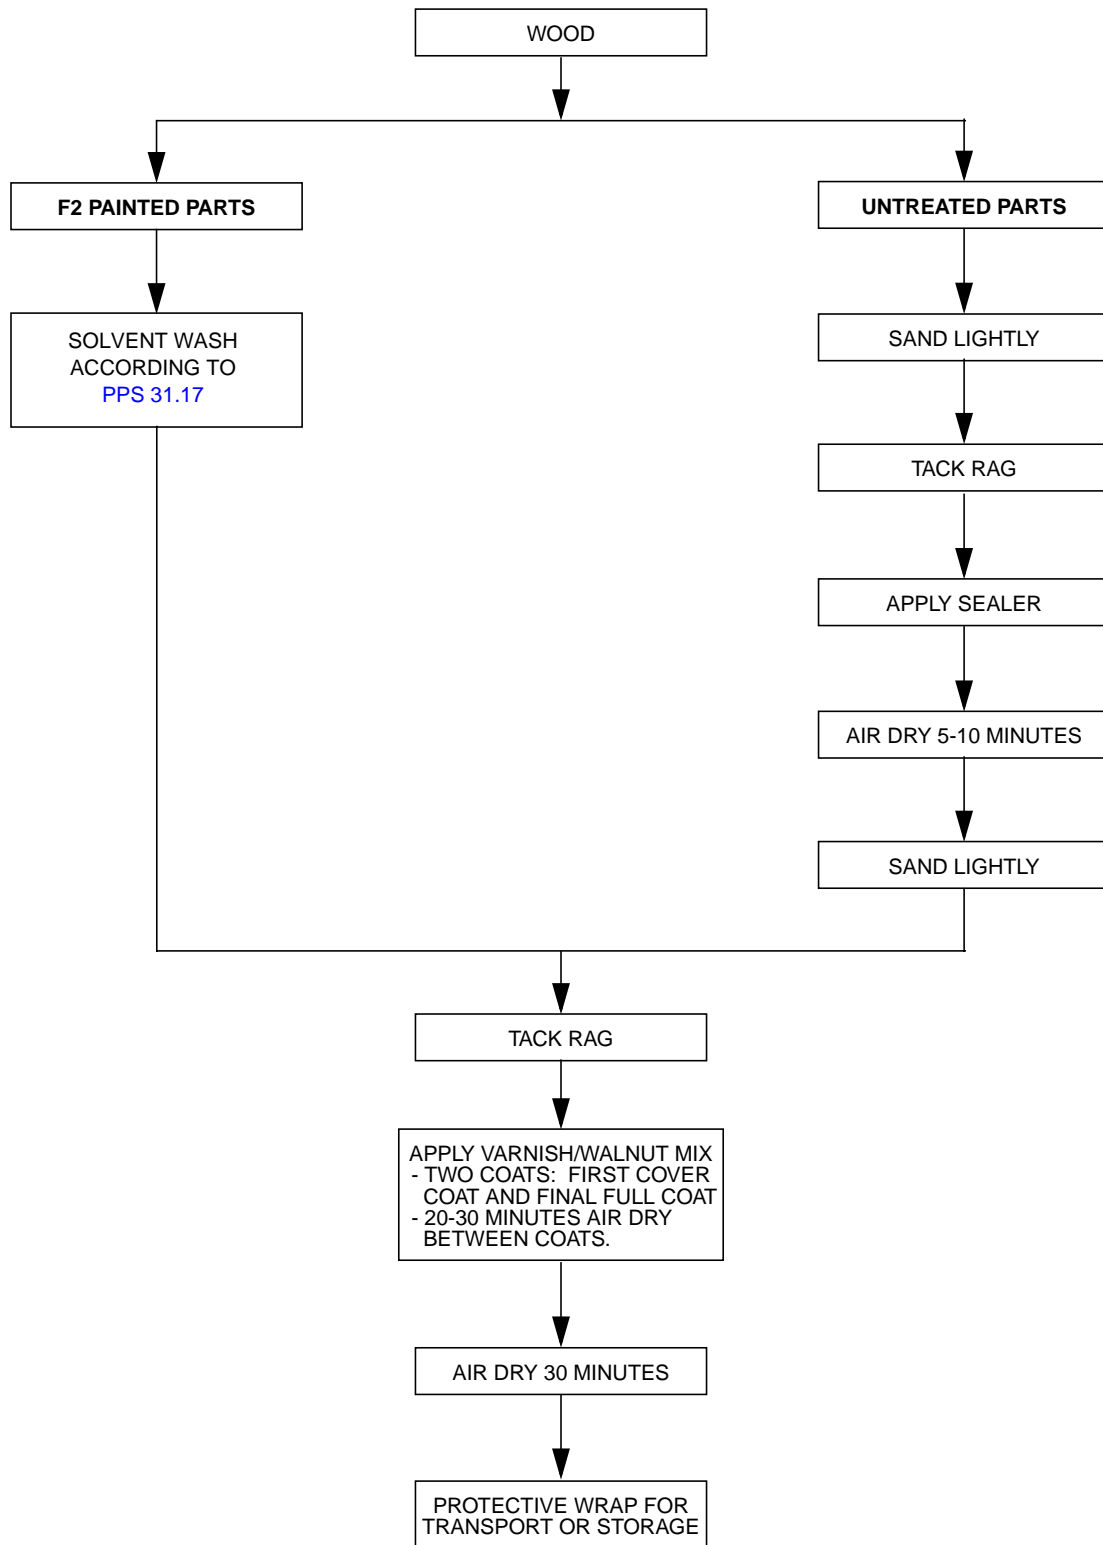 WOOD
F2 PAINTED PARTS
UNTREATED PARTS
SOLVENT WASH
ACCORDING TO
PPS 31.17
SAND LIGHTLY
TACK RAG
APPLY SEALER
AIR DRY 5-10 MINUTES
SAND LIGHTLY
TACK RAG
APPLY VARNISH/WALNUT MIX
- TWO COATS:  FIRST COVER
COAT AND FINAL FULL COAT
- 20-30 MINUTES AIR DRY
BETWEEN COATS.
AIR DRY 30 MINUTES
PROTECTIVE WRAP FOR
TRANSPORT OR STORAGE